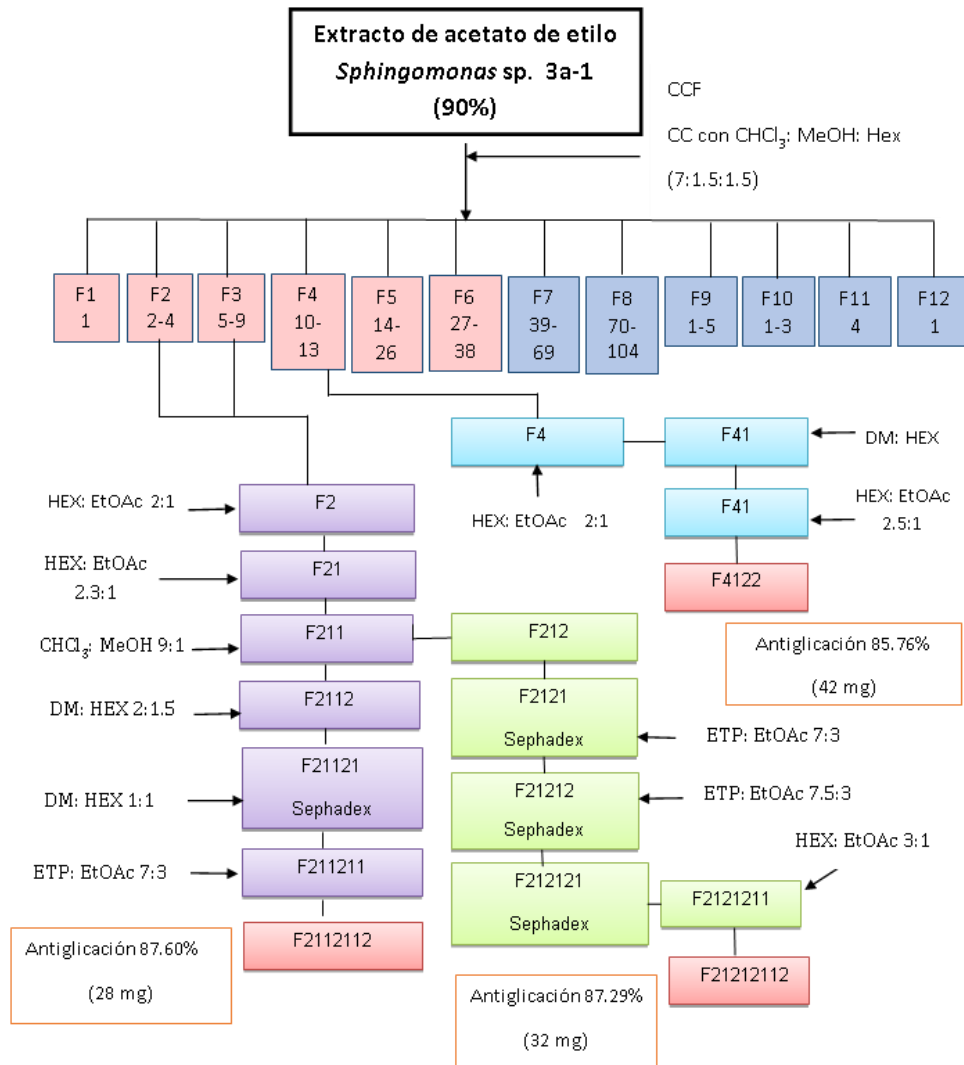 Extracto de acetato de etilo
Sphingomonas sp. 3a-1
(90%)
CCF
CC con CHCl₃: MeOH: Hex
(7:1.5:1.5)
F1
1
F2
2-4
F3
5-9
F4
10-
13
F5
14-
26
F6
27-
38
F7
39-
69
F8
70-
104
F9
1-5
F10
1-3
F11
4
F12
1
F4
F41
DM: HEX
HEX: EtOAc 2:1
F41
HEX: EtOAc
2.5:1
F4122
Antiglicación 85.76%
(42 mg)
HEX: EtOAc 2:1
F2
HEX: EtOAc
2.3:1
F21
CHCl₃: MeOH 9:1
F211
DM: HEX 2:1.5
F2112
DM: HEX 1:1
F21121
Sephadex
ETP: EtOAc 7:3
F211211
F2112112
Antiglicación 87.60%
(28 mg)
F212
F2121
Sephadex
ETP: EtOAc 7:3
F21212
Sephadex
ETP: EtOAc 7.5:3
F212121
Sephadex
HEX: EtOAc 3:1
F2121211
F21212112
Antiglicación 87.29%
(32 mg)